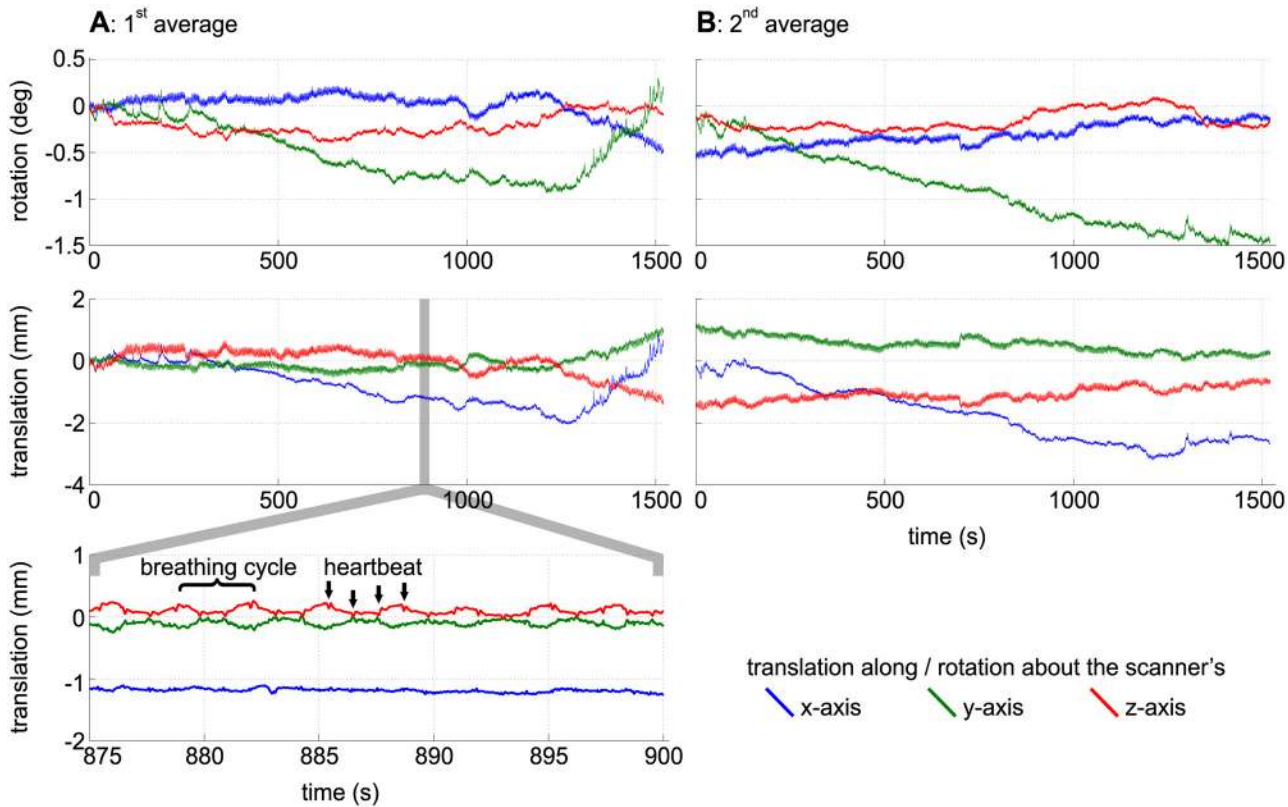 A: 1st average
B: 2nd average
rotation (deg)
0.5
0
-0.5
-1
-1.5
0 500 1000 1500
0 500 1000 1500
translation (mm)
2
0
-2
-4
0 500 1000 1500
0 500 1000 1500
time (s)
translation (mm)
1
0
-1
-2
breathing cycle heartbeat
875 880 885 890 895 900
time (s)
translation along / rotation about the scanner's
x-axis y-axis z-axis